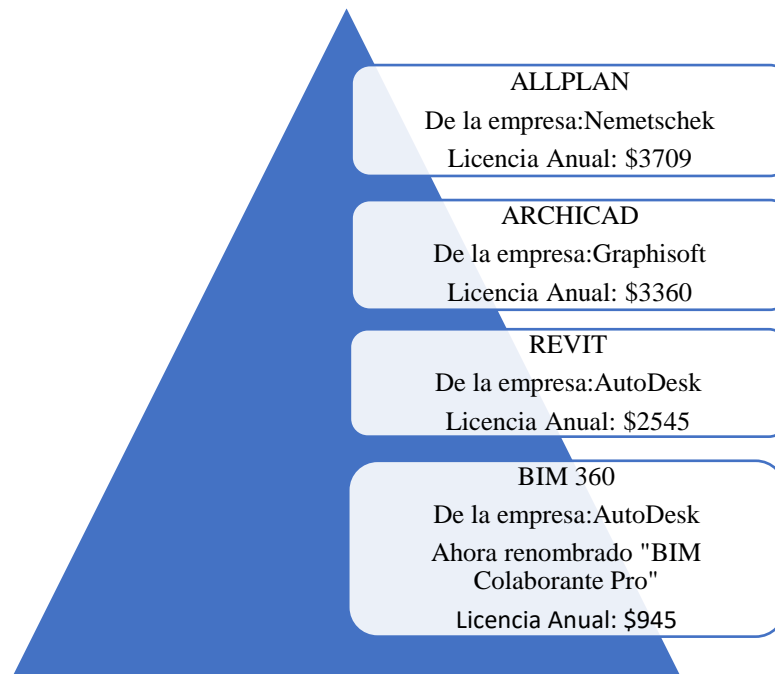 ALLPLAN
De la empresa:Nemetschek
Licencia Anual: $3709
ARCHICAD
De la empresa:Graphisoft
Licencia Anual: $3360
REVIT
De la empresa:AutoDesk
Licencia Anual: $2545
BIM 360
De la empresa:AutoDesk
Ahora renombrado "BIM
Colaborante Pro"
Licencia Anual: $945